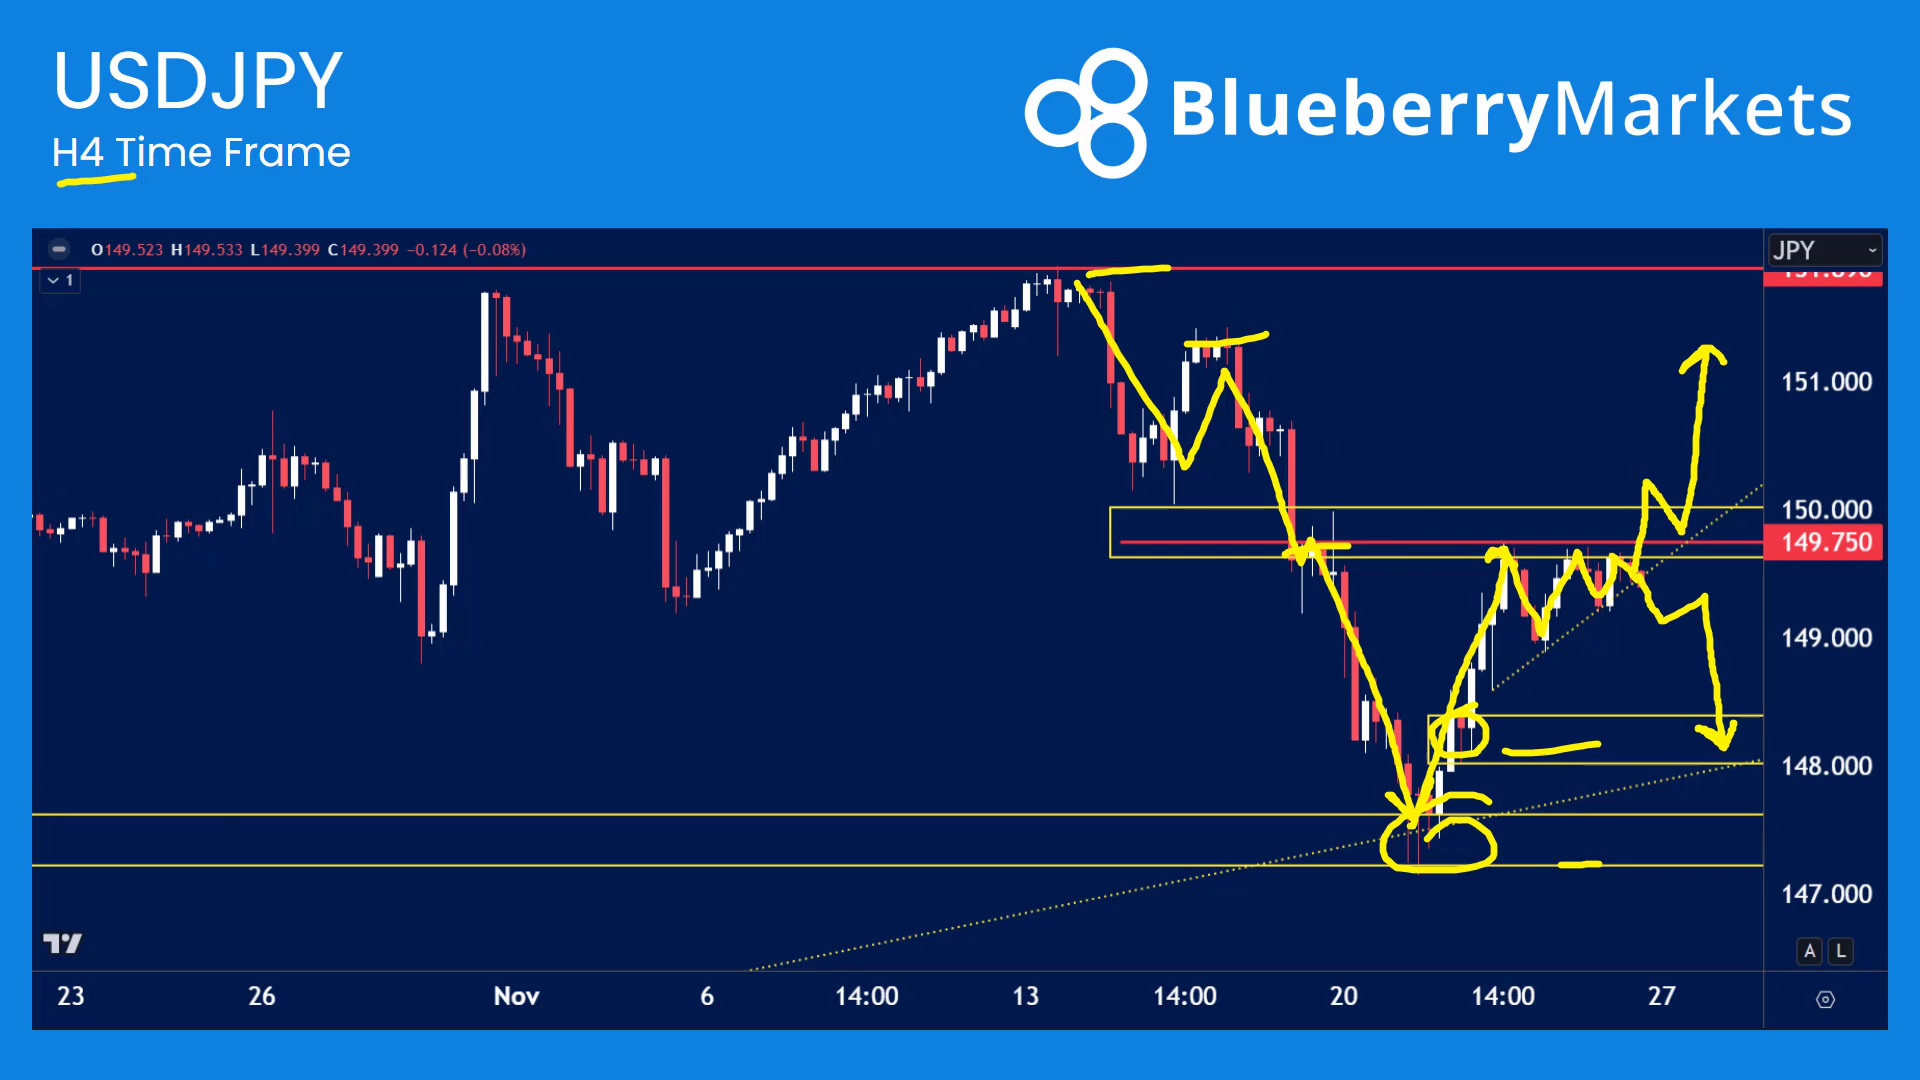 USDJPY
H4 Time Frame
BlueberryMarkets
O149.523 H149.533 L149.399 C149.399 −0.124 (−0.08%)
JPY
1
151.000
150.000
149.750
149.000
148.000
147.000
A L
23 26 Nov 6 14:00 13 14:00 20 14:00 27